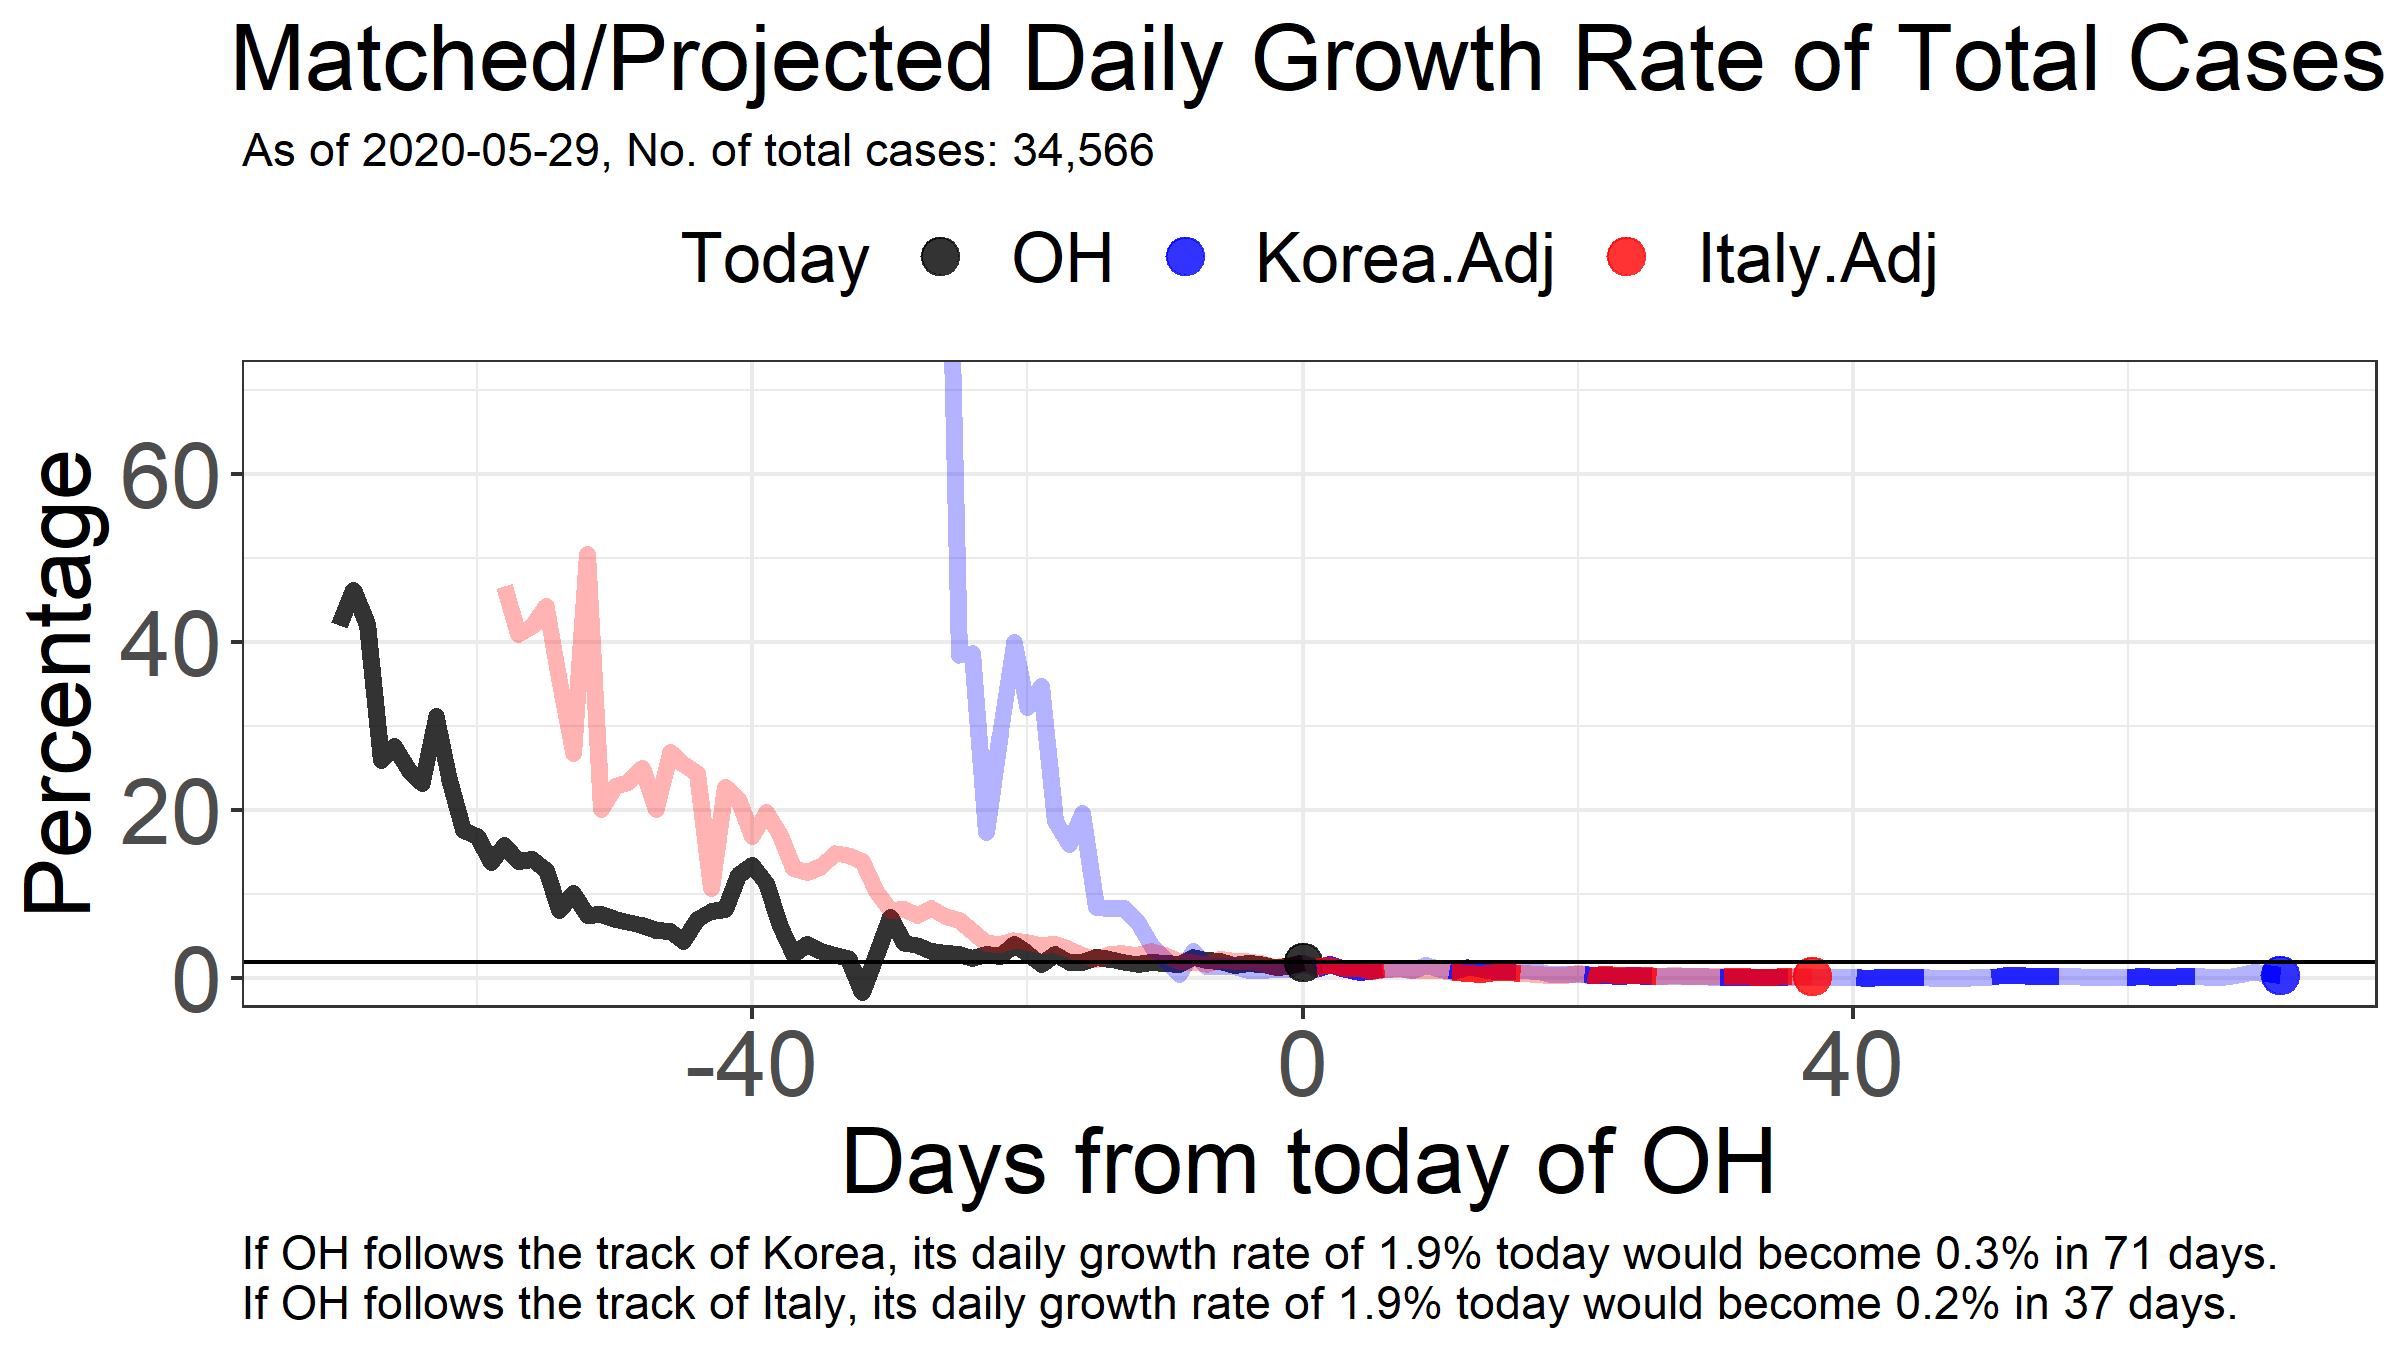 Matched/Projected Daily Growth Rate of Total Cases
As of 2020-05-29, No. of total cases: 34,566
Today OH Korea.Adj Italy.Adj
Percentage
60
40
20
0
-40 0 40
Days from today of OH
If OH follows the track of Korea, its daily growth rate of 1.9% today would become 0.3% in 71 days.
If OH follows the track of Italy, its daily growth rate of 1.9% today would become 0.2% in 37 days.